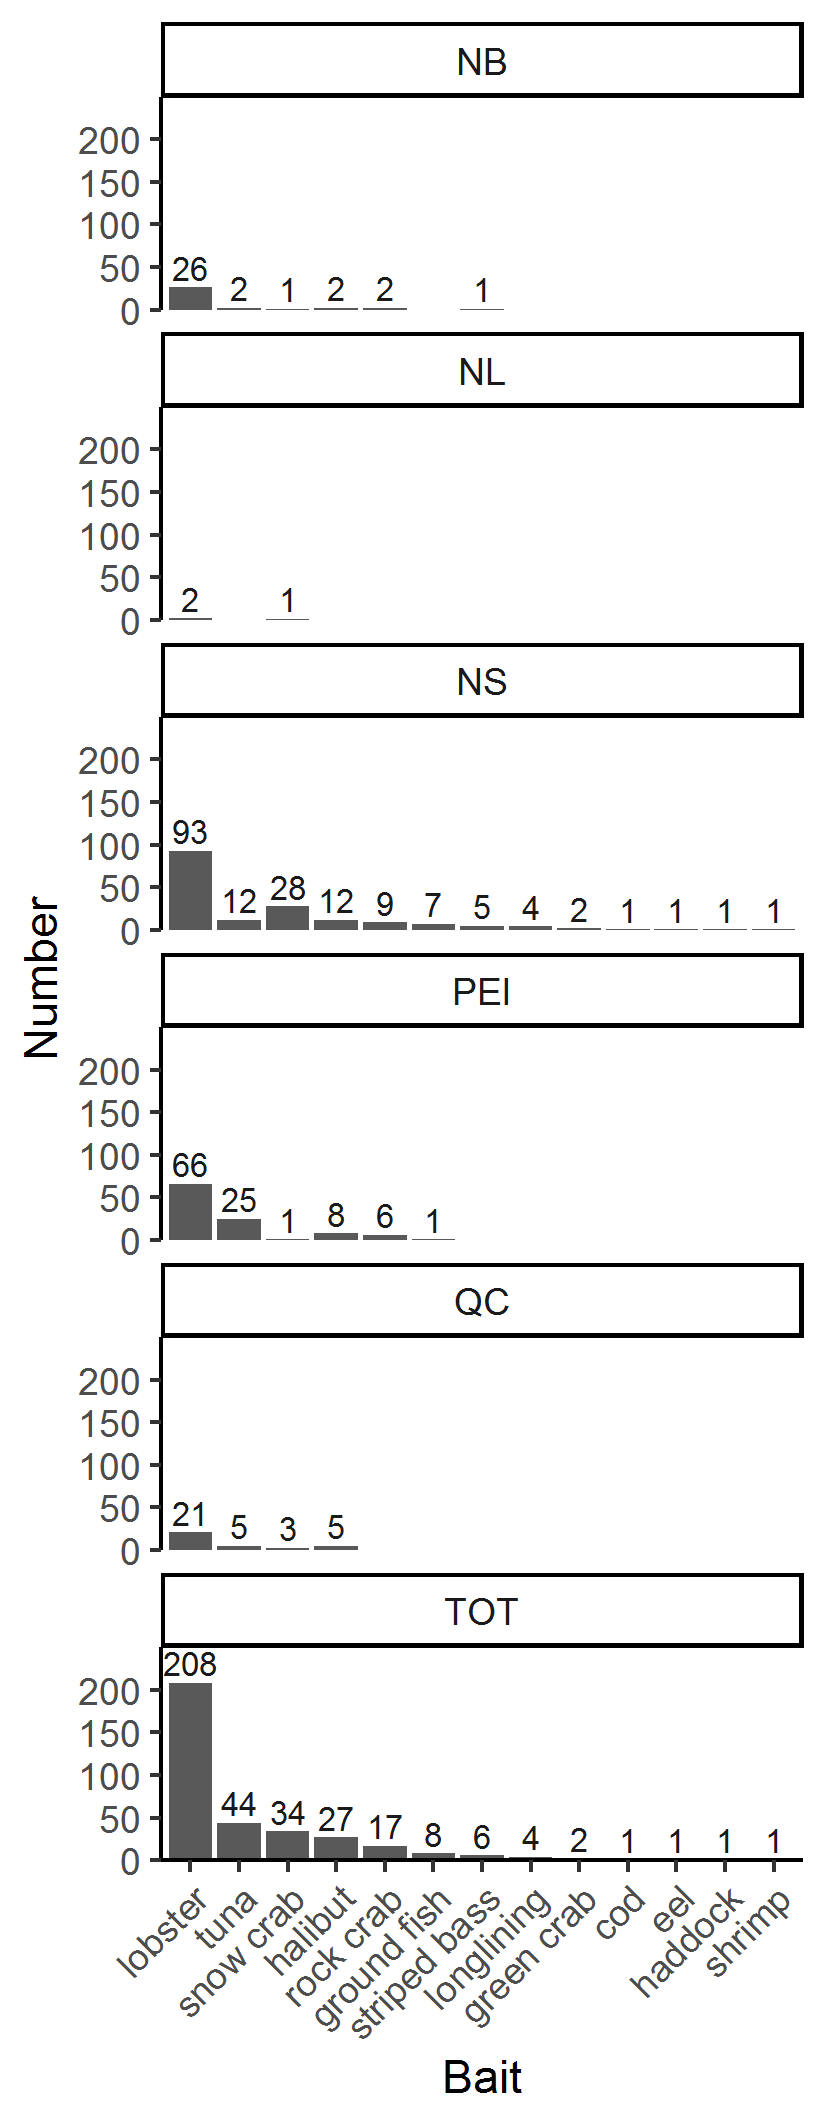 NB
200
150
100
50
0
26 2 1 2 2 1
NL
200
150
100
50
0
2 1
NS
200
150
100
50
0
93 12 28 12 9 7 5 4 2 1 1 1 1
PEI
200
150
100
50
0
66 25 1 8 6 1
QC
200
150
100
50
0
21 5 3 5
TOT
200
150
100
50
0
208 44 34 27 17 8 6 4 2 1 1 1 1
lobster
tuna
snow crab
halibut
rock crab
ground fish
striped bass
longlining
green crab
cod
eel
haddock
shrimp
Number
Bait